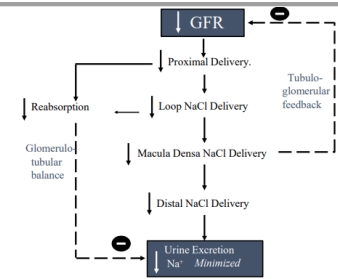 GFR
Proximal Delivery.
Tubulo-
glomerular
feedback
Reabsorption
Loop NaCl Delivery
Glomerulo-
tubular
balance
Macula Densa NaCl Delivery
Distal NaCl Delivery
Urine Excretion
Na⁺ Minimized